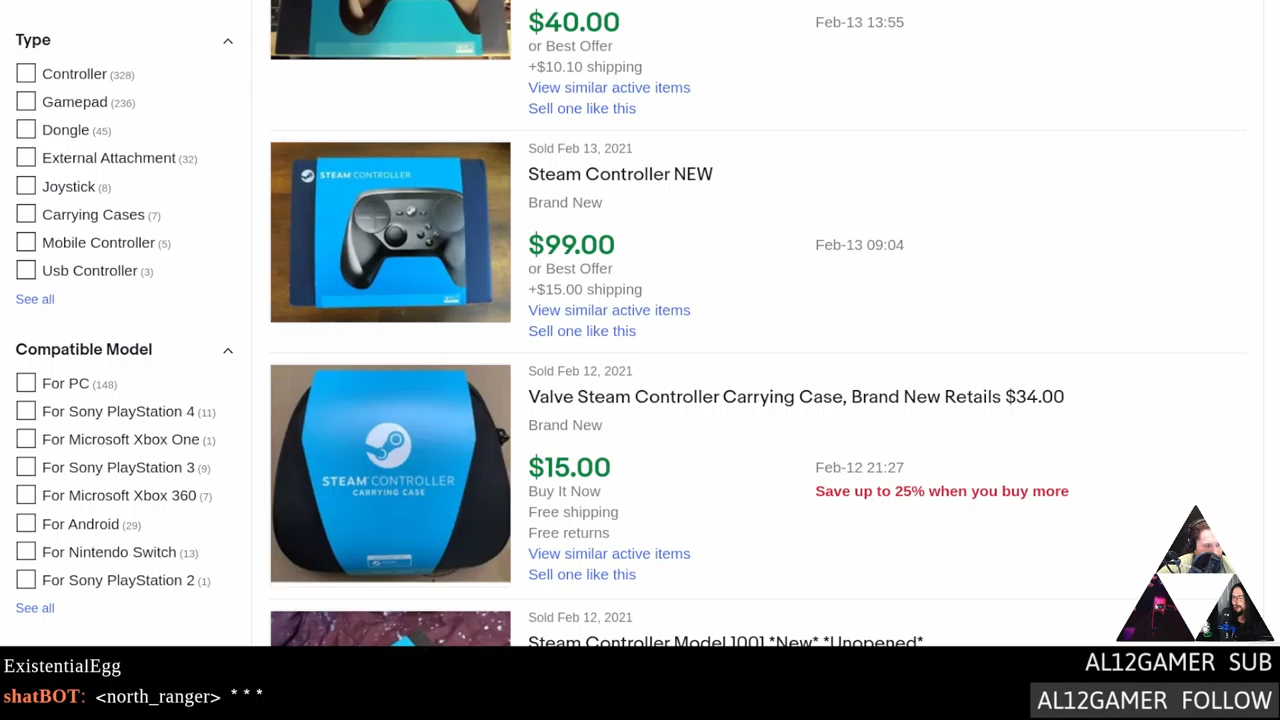 Type
Controller (328)
Gamepad (236)
Dongle (45)
External Attachment (32)
Joystick (8)
Carrying Cases (7)
Mobile Controller (5)
Usb Controller (3)
See all
Compatible Model
For PC (148)
For Sony PlayStation 4 (11)
For Microsoft Xbox One (1)
For Sony PlayStation 3 (9)
For Microsoft Xbox 360 (7)
For Android (29)
For Nintendo Switch (13)
For Sony PlayStation 2 (1)
See all
$40.00
Feb-13 13:55
or Best Offer
+$10.10 shipping
View similar active items
Sell one like this
STEAM CONTROLLER
Sold Feb 13, 2021
Steam Controller NEW
Brand New
$99.00
Feb-13 09:04
or Best Offer
+$15.00 shipping
View similar active items
Sell one like this
STEAM CONTROLLER
CARRYING CASE
Sold Feb 12, 2021
Valve Steam Controller Carrying Case, Brand New Retails $34.00
Brand New
$15.00
Feb-12 21:27
Buy It Now
Save up to 25% when you buy more
Free shipping
Free returns
View similar active items
Sell one like this
Sold Feb 12, 2021
Steam Controller Model 1001 *New* *Unopened*
ExistentialEgg
shatBOT: <north_ranger> * * *
AL12GAMER SUB
AL12GAMER FOLLOW